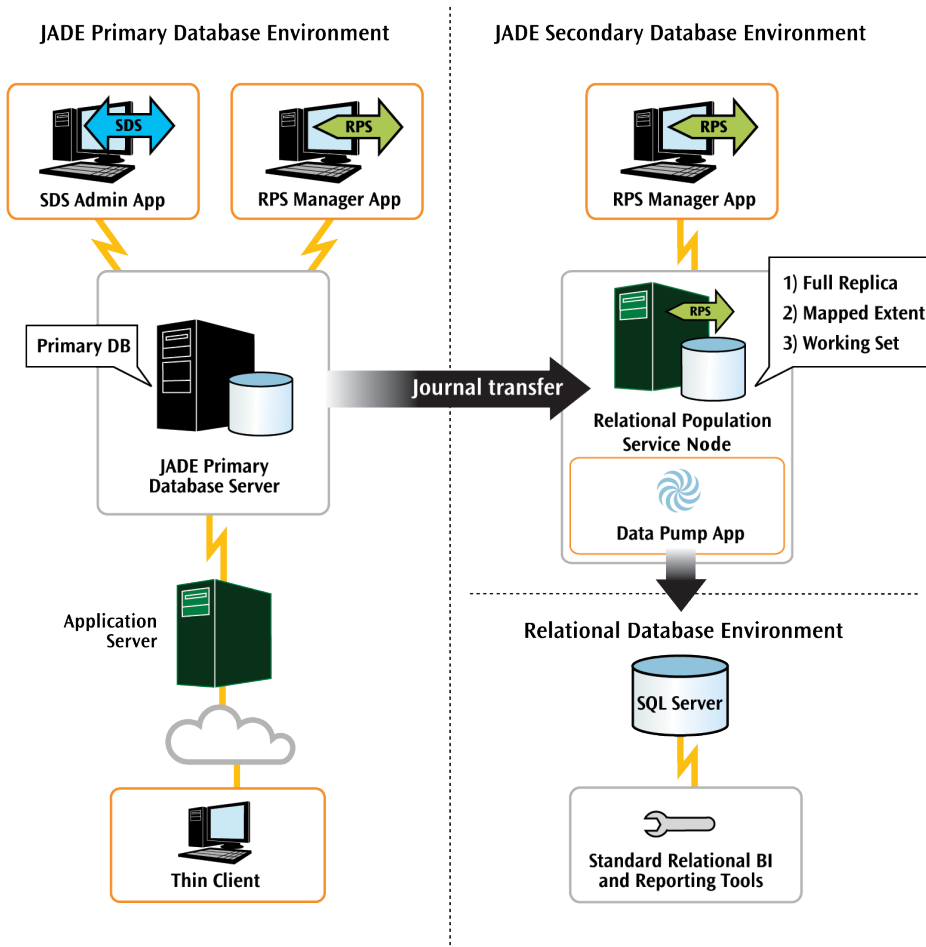 JADE Primary Database Environment
SDS
SDS Admin App
RPS
RPS Manager App
Primary DB
JADE Primary
Database Server
Journal transfer
Application
Server
Thin Client
JADE Secondary Database Environment
RPS
RPS Manager App
1) Full Replica
2) Mapped Extent
3) Working Set
RPS
Relational Population
Service Node
Data Pump App
Relational Database Environment
SQL Server
Standard Relational BI
and Reporting Tools